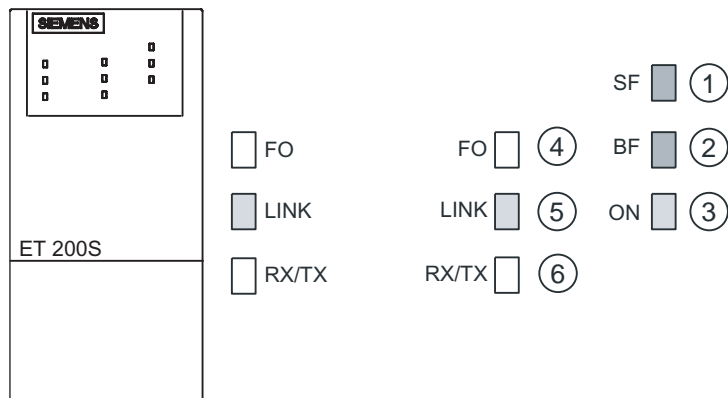 SIEMENS
SF 1
FO FO 4 BF 2
LINK LINK 5 ON 3
ET 200S
RX/TX RX/TX 6